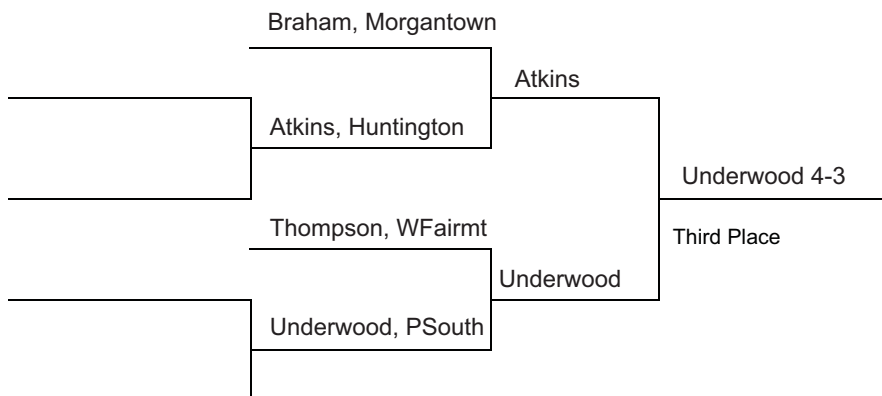 Braham, Morgantown
Atkins
Atkins, Huntington
Underwood 4-3
Thompson, WFairmt
Third Place
Underwood
Underwood, PSouth